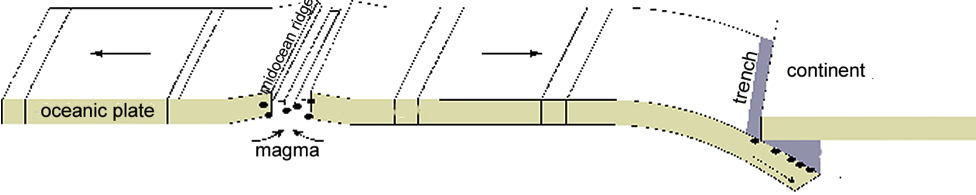 midocean ridge
trench
continent
oceanic plate
magma